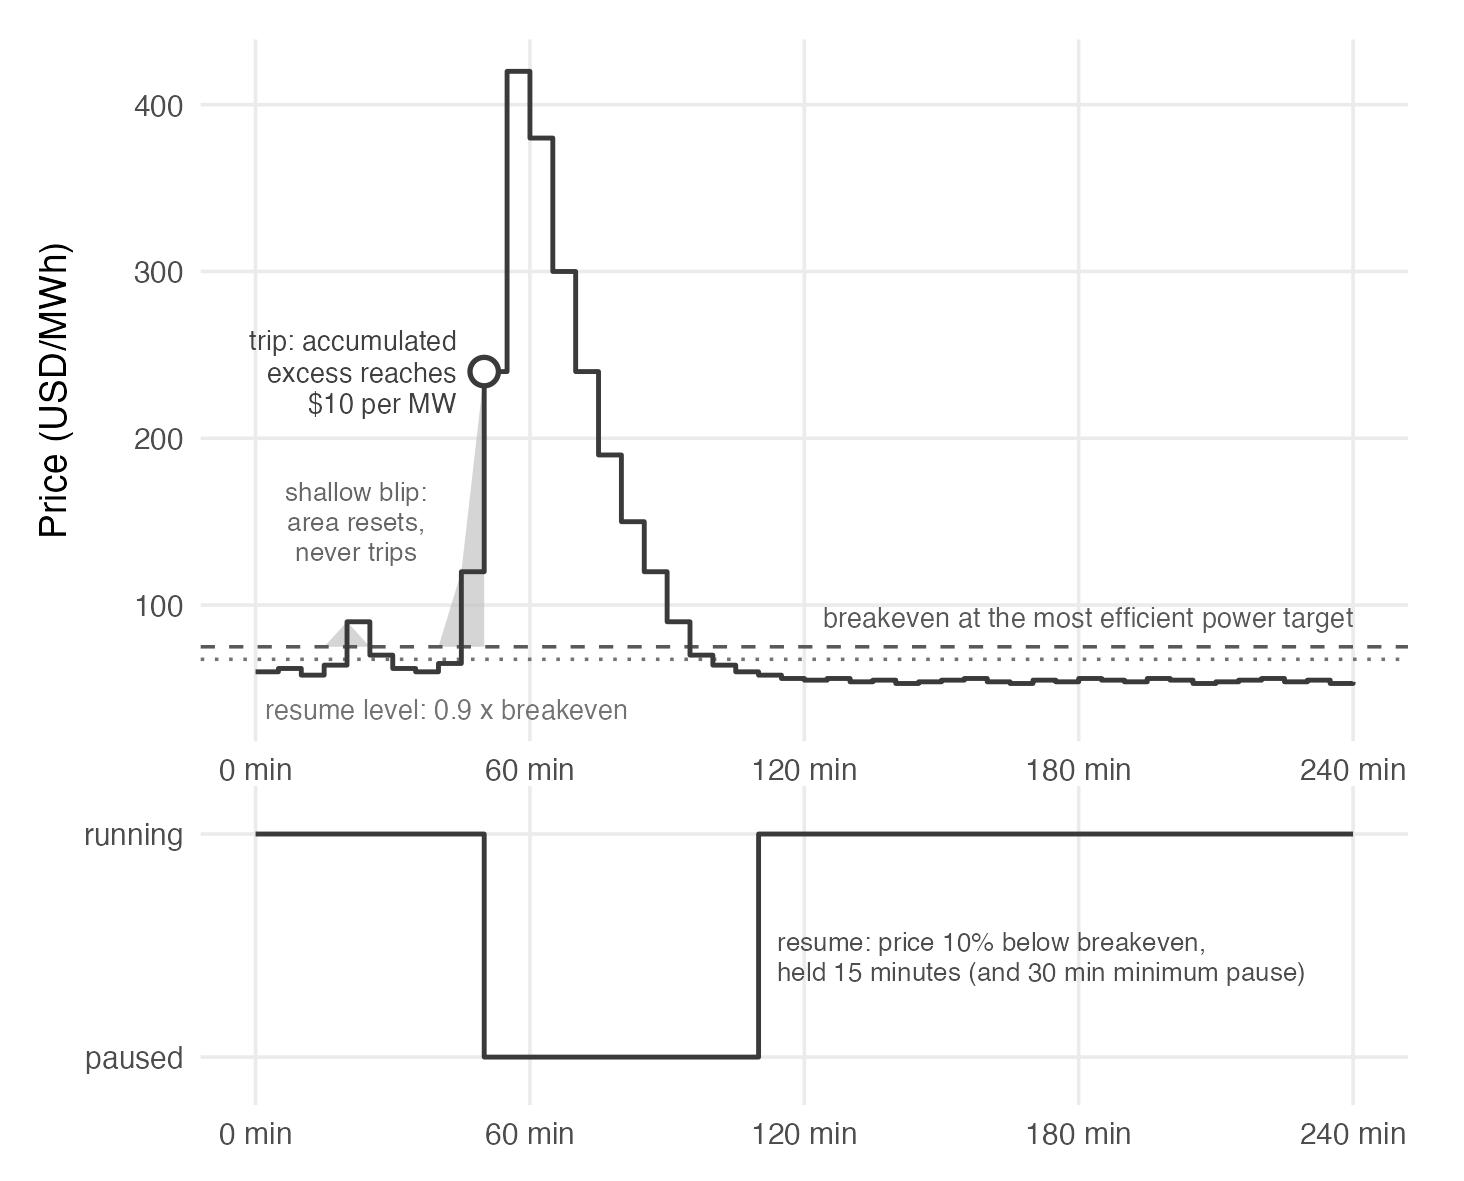 Price (USD/MWh)
400
300
200
100
trip: accumulated
excess reaches
$10 per MW
shallow blip:
area resets,
never trips
breakeven at the most efficient power target
resume level: 0.9 x breakeven
0 min
60 min
120 min
180 min
240 min
running
paused
resume: price 10% below breakeven,
held 15 minutes (and 30 min minimum pause)
0 min
60 min
120 min
180 min
240 min